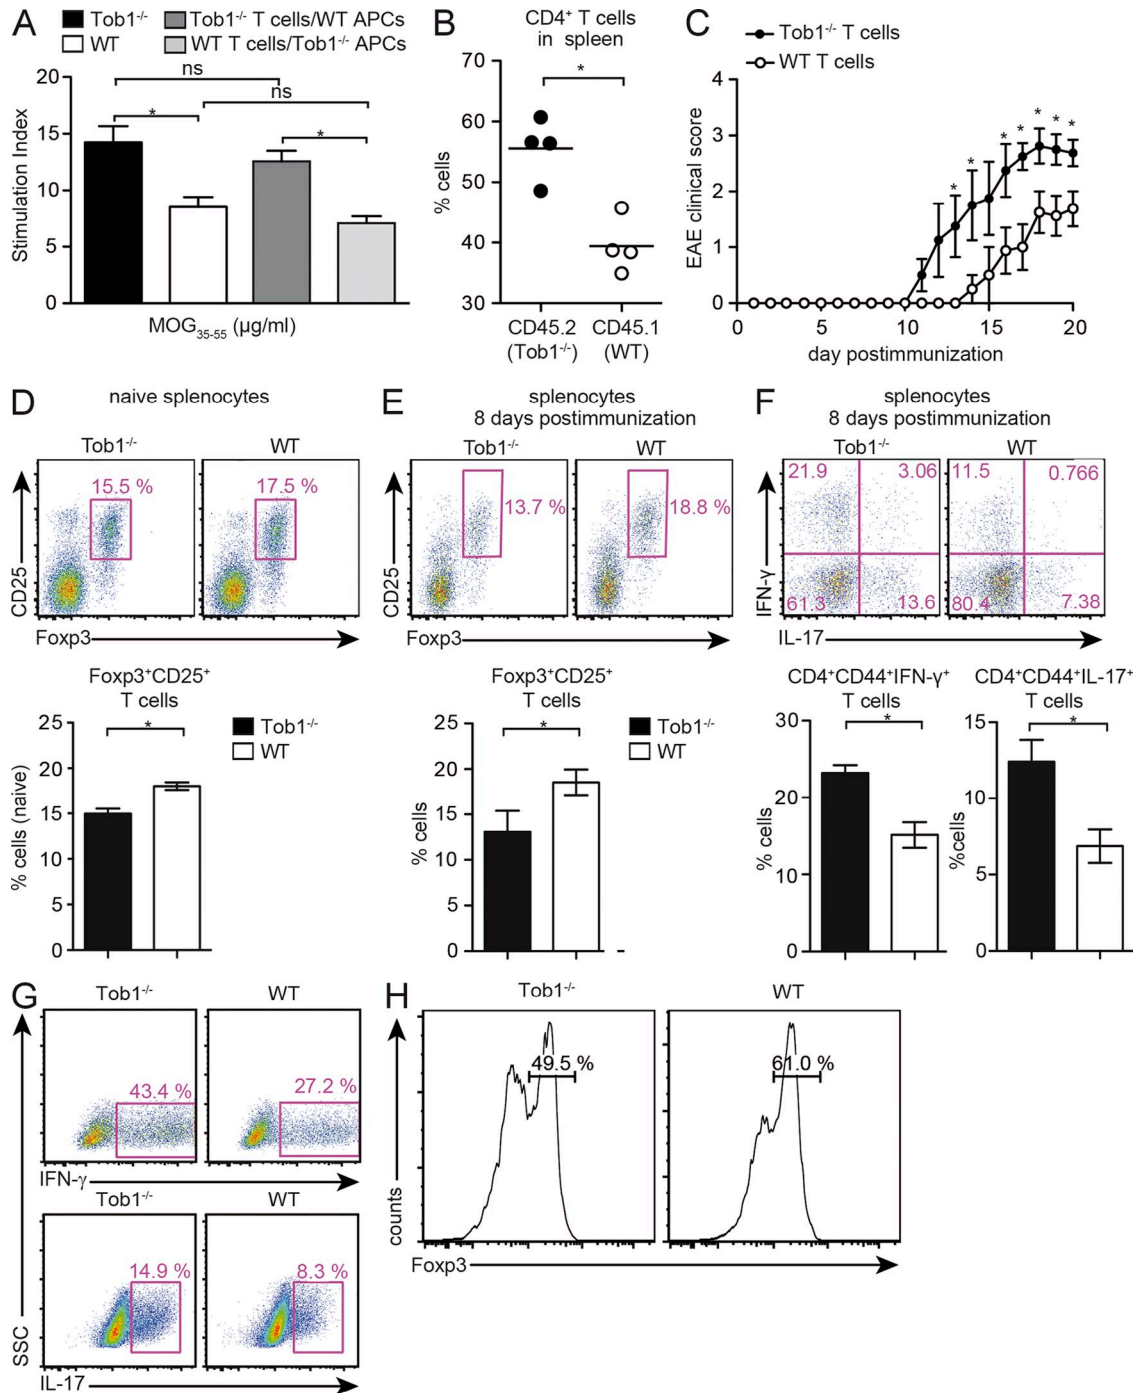 A
Tob1-/-
Tob1-/- T cells/WT APCs
WT
WT T cells/Tob1-/- APCs
Stimulation Index
20
15
10
5
0
ns
ns
*
*
MOG35-55 (µg/ml)
B
CD4+ T cells
in spleen
*
% cells
70
60
50
40
30
CD45.2
(Tob1-/-)
CD45.1
(WT)
C
Tob1-/- T cells
WT T cells
EAE clinical score
4
3
2
1
0
* * * * * * *
0 5 10 15 20
day postimmunization
D
naive splenocytes
Tob1-/-
WT
15.5 %
17.5 %
CD25
Foxp3
Foxp3+CD25+
T cells
*
Tob1-/-
WT
% cells (naive)
25
20
15
10
5
0
E
splenocytes
8 days postimmunization
Tob1-/-
WT
13.7 %
18.8 %
CD25
Foxp3
Foxp3+CD25+
T cells
*
Tob1-/-
WT
% cells
25
20
15
10
5
0
F
splenocytes
8 days postimmunization
Tob1-/-
WT
21.9 3.06
61.3 13.6
11.5 0.766
80.4 7.38
IFN-γ
IL-17
CD4+CD44+IFN-γ+
T cells
*
% cells
30
20
10
0
CD4+CD44+IL-17+
T cells
*
%cells
15
10
5
0
G
Tob1-/-
WT
43.4 %
27.2 %
IFN-γ
Tob1-/-
WT
14.9 %
8.3 %
SSC
IL-17
H
Tob1-/-
WT
49.5 %
61.0 %
counts
Foxp3